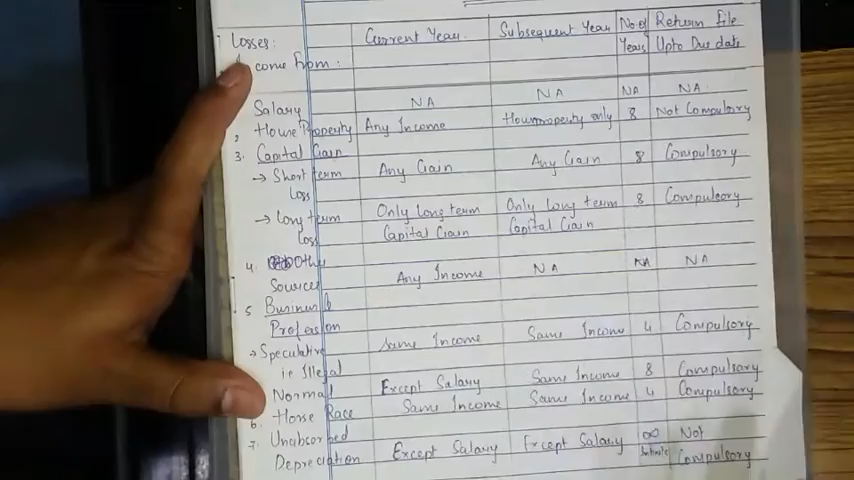 Losses: Current Year. Subsequent Year No. of Return file
come from: Years Upto Due date
Salary NA NA NA NA
House Property Any Income House property only 8 Not Compulsory
3. Capital Gain
→ Short term Any Gain Any Gain 8 Compulsory
Loss
→ Long term Only Long term Only Long term 8 Compulsory
Loss Capital Gain Capital Gain
4. Other
Sources Any Income NA NA NA
5 Business &
Profession
→ Speculative Same Income Same Income 4 Compulsory
i.e Illegal
Normal Except Salary Same Income 8 Compulsory
6. Horse Race Same Income Same Income 4 Compulsory
7. Unabsorbed
Depreciation Except Salary Except Salary ∞ Not
Infinite Compulsory